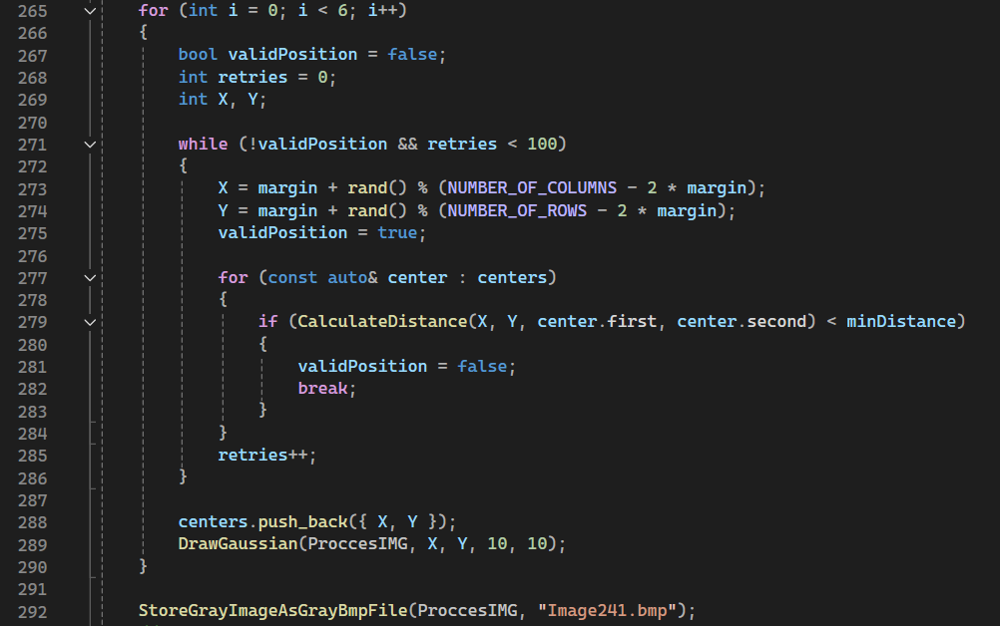 265 for (int i = 0; i < 6; i++)
266 {
267 bool validPosition = false;
268 int retries = 0;
269 int X, Y;
270
271 while (!validPosition && retries < 100)
272 {
273 X = margin + rand() % (NUMBER_OF_COLUMNS - 2 * margin);
274 Y = margin + rand() % (NUMBER_OF_ROWS - 2 * margin);
275 validPosition = true;
276
277 for (const auto& center : centers)
278 {
279 if (CalculateDistance(X, Y, center.first, center.second) < minDistance)
280 {
281 validPosition = false;
282 break;
283 }
284 }
285 retries++;
286 }
287
288 centers.push_back({ X, Y });
289 DrawGaussian(ProccesIMG, X, Y, 10, 10);
290 }
291
292 StoreGrayImageAsGrayBmpFile(ProccesIMG, "Image241.bmp");